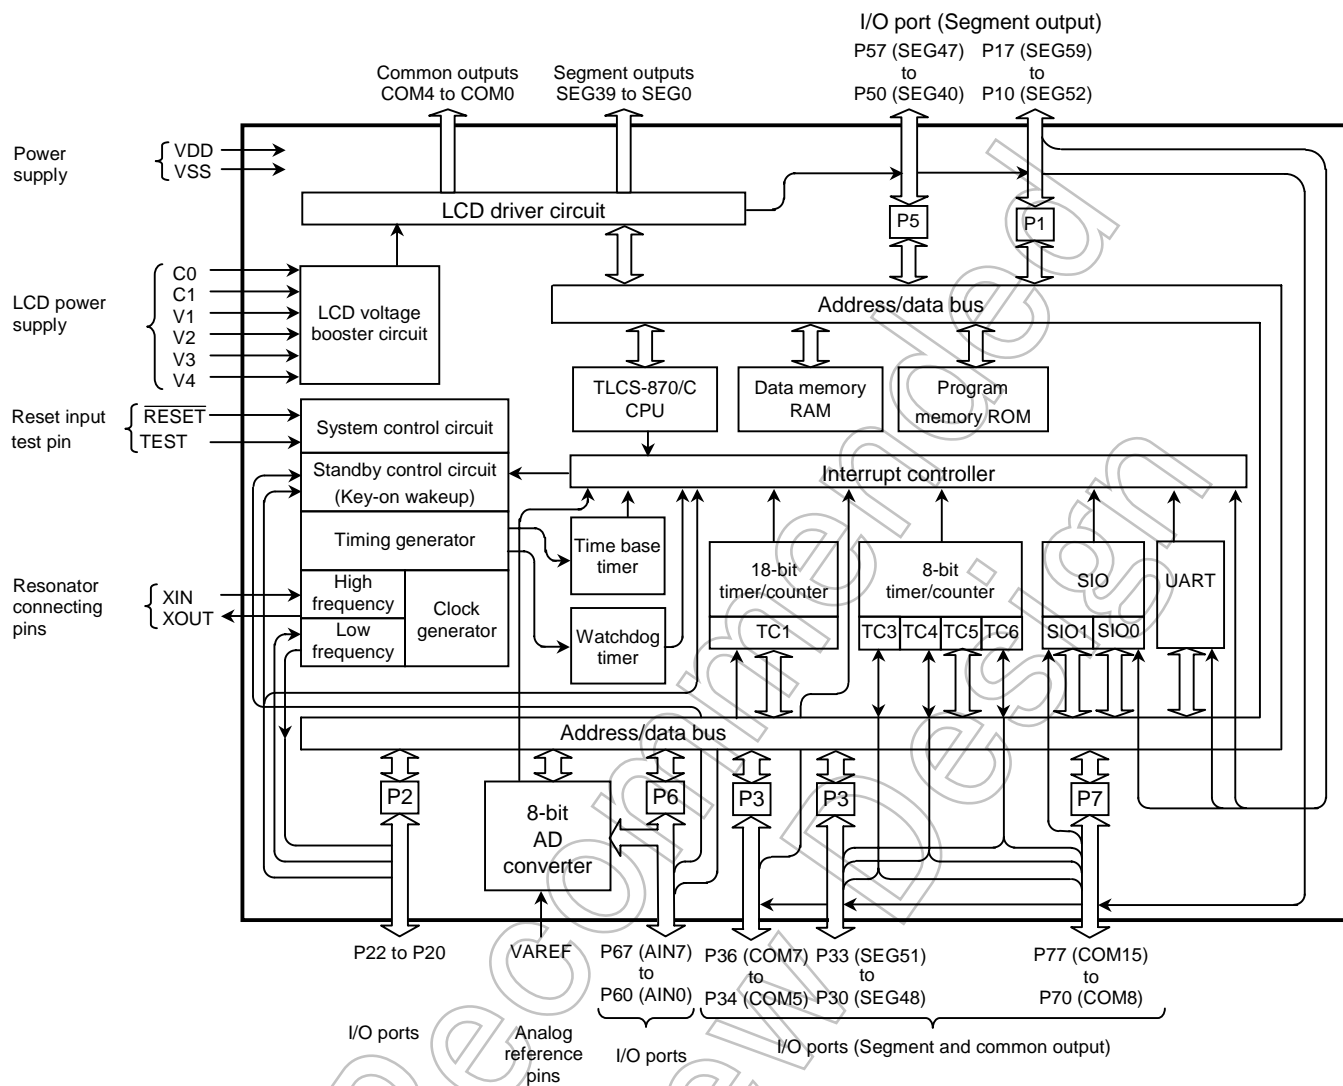 I/O port (Segment output)
P57 (SEG47)
to
P50 (SEG40)
P17 (SEG59)
to
P10 (SEG52)
Common outputs
COM4 to COM0
Segment outputs
SEG39 to SEG0
Power
supply
VDD
VSS
LCD driver circuit
P5
P1
LCD power
supply
C0
C1
V1
V2
V3
V4
LCD voltage
booster circuit
Address/data bus
TLCS-870/C
CPU
Data memory
RAM
Program
memory ROM
Reset input
test pin
RESET
TEST
System control circuit
Standby control circuit
(Key-on wakeup)
Interrupt controller
Timing generator
Time base
timer
18-bit
timer/counter
TC1
8-bit
timer/counter
TC3
TC4
TC5
TC6
SIO
SIO1
SIO0
UART
Resonator
connecting
pins
XIN
XOUT
High
frequency
Low
frequency
Clock
generator
Watchdog
timer
Address/data bus
P2
8-bit
AD
converter
P6
P3
P3
P7
P22 to P20
VAREF
P67 (AIN7)
to
P60 (AIN0)
P36 (COM7)
to
P34 (COM5)
P33 (SEG51)
to
P30 (SEG48)
P77 (COM15)
to
P70 (COM8)
I/O ports
Analog
reference
pins
I/O ports
I/O ports (Segment and common output)
Recommended
New Design